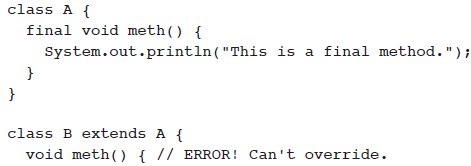 class A {
  final void meth() {
    System.out.println("This is a final method.");
  }
}

class B extends A {
  void meth() { // ERROR! Can't override.